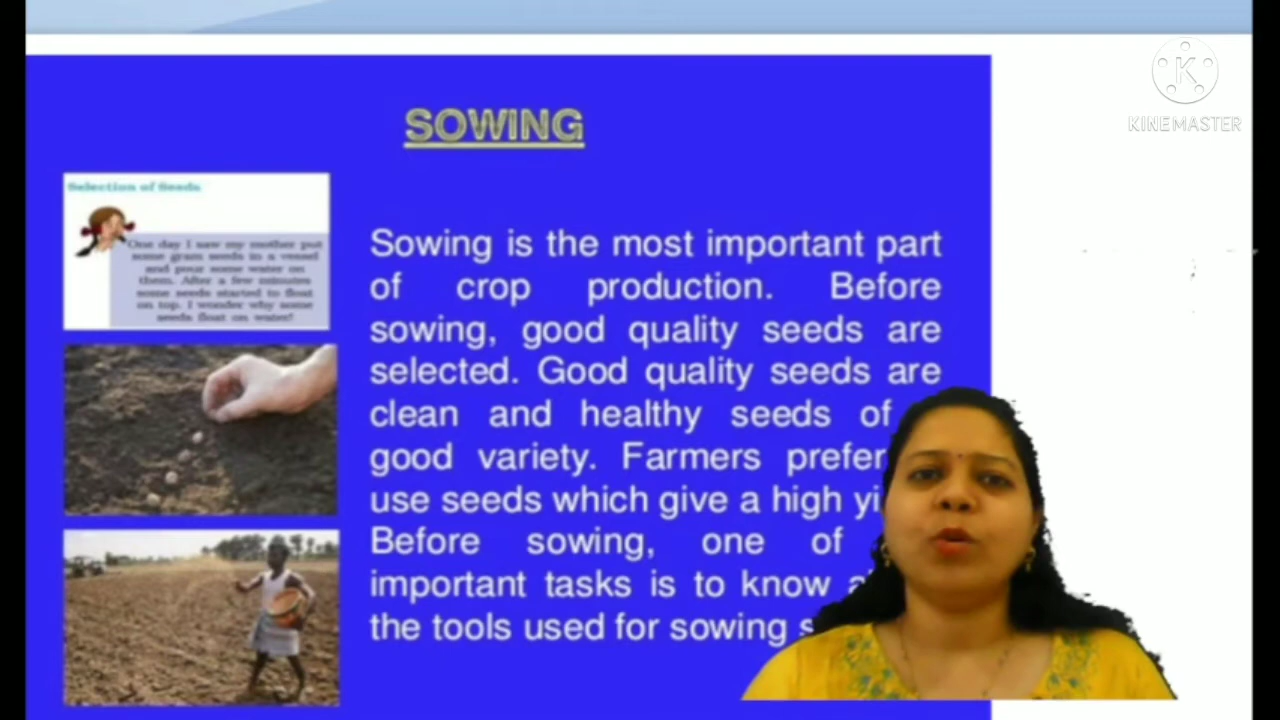 SOWING
Selection of Seeds
One day I saw my mother put
some gram seeds in a vessel
and pour some water on
them. After a few minutes
some seeds started to float
on top. I wonder why some
seeds float on water!
Sowing is the most important part
of crop production. Before
sowing, good quality seeds are
selected. Good quality seeds are
clean and healthy seeds of
good variety. Farmers prefer
use seeds which give a high
Before sowing, one of
important tasks is to know
the tools used for sowing
KINEMASTER